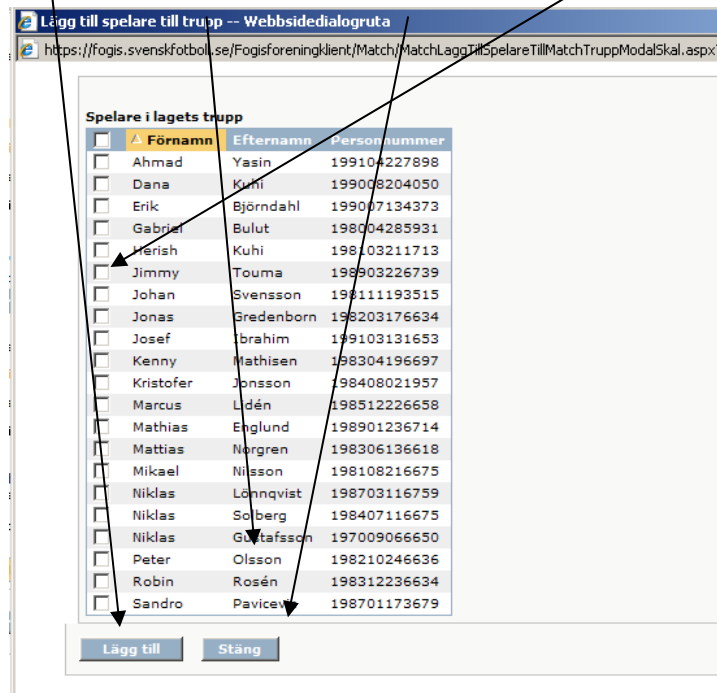 Lägg till spelare till trupp -- Webbsidedialogruta
https://fogis.svenskfotboll.se/Fogisforeningklient/Match/MatchLaggTillSpelareTillMatchTruppModalSkal.aspx?
Spelare i lagets trupp
Förnamn Efternamn Personnummer
Ahmad Yasin 199104227898
Dana Kuhi 199008204050
Erik Björndahl 199007134373
Gabriel Bulut 198004285931
Herish Kuhi 198103211713
Jimmy Touma 198903226739
Johan Svensson 198111193515
Jonas Gredenborn 198203176634
Josef Ibrahim 199103131653
Kenny Mathisen 198304196697
Kristofer Jonsson 198408021957
Marcus Lidén 198512226658
Mathias Englund 198901236714
Mattias Norgren 198306136618
Mikael Nilsson 198108216675
Niklas Lönnqvist 198703116759
Niklas Solberg 198407116675
Niklas Gustafsson 197009066650
Peter Olsson 198210246636
Robin Rosén 198312236634
Sandro 198701173679
Lägg till Stäng